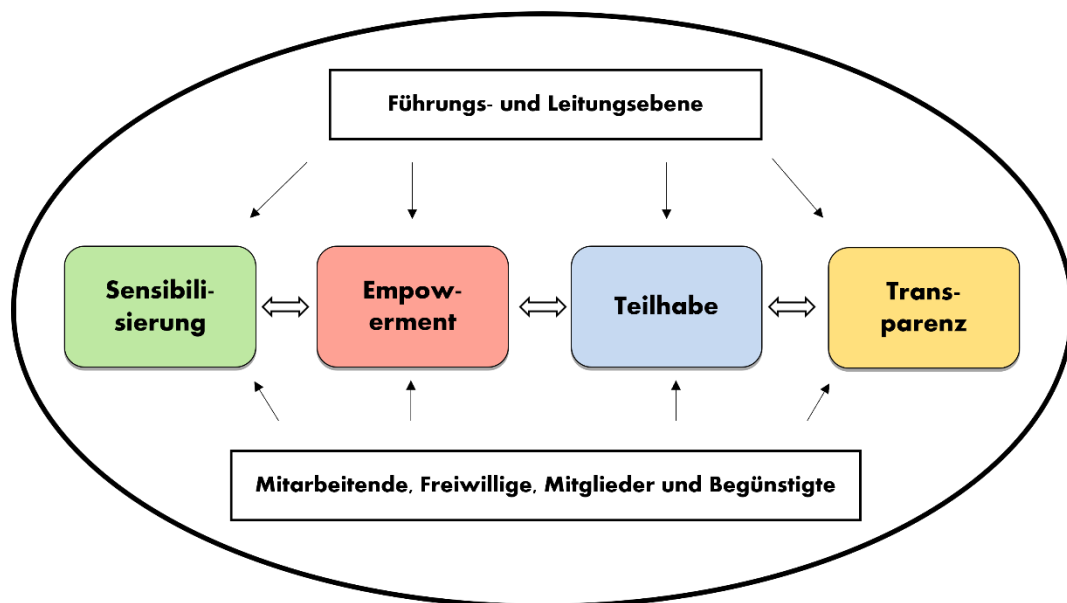 Führungs- und Leitungsebene
Sensibili-
sierung
Empow-
erment
Teilhabe
Trans-
parenz
Mitarbeitende, Freiwillige, Mitglieder und Begünstigte